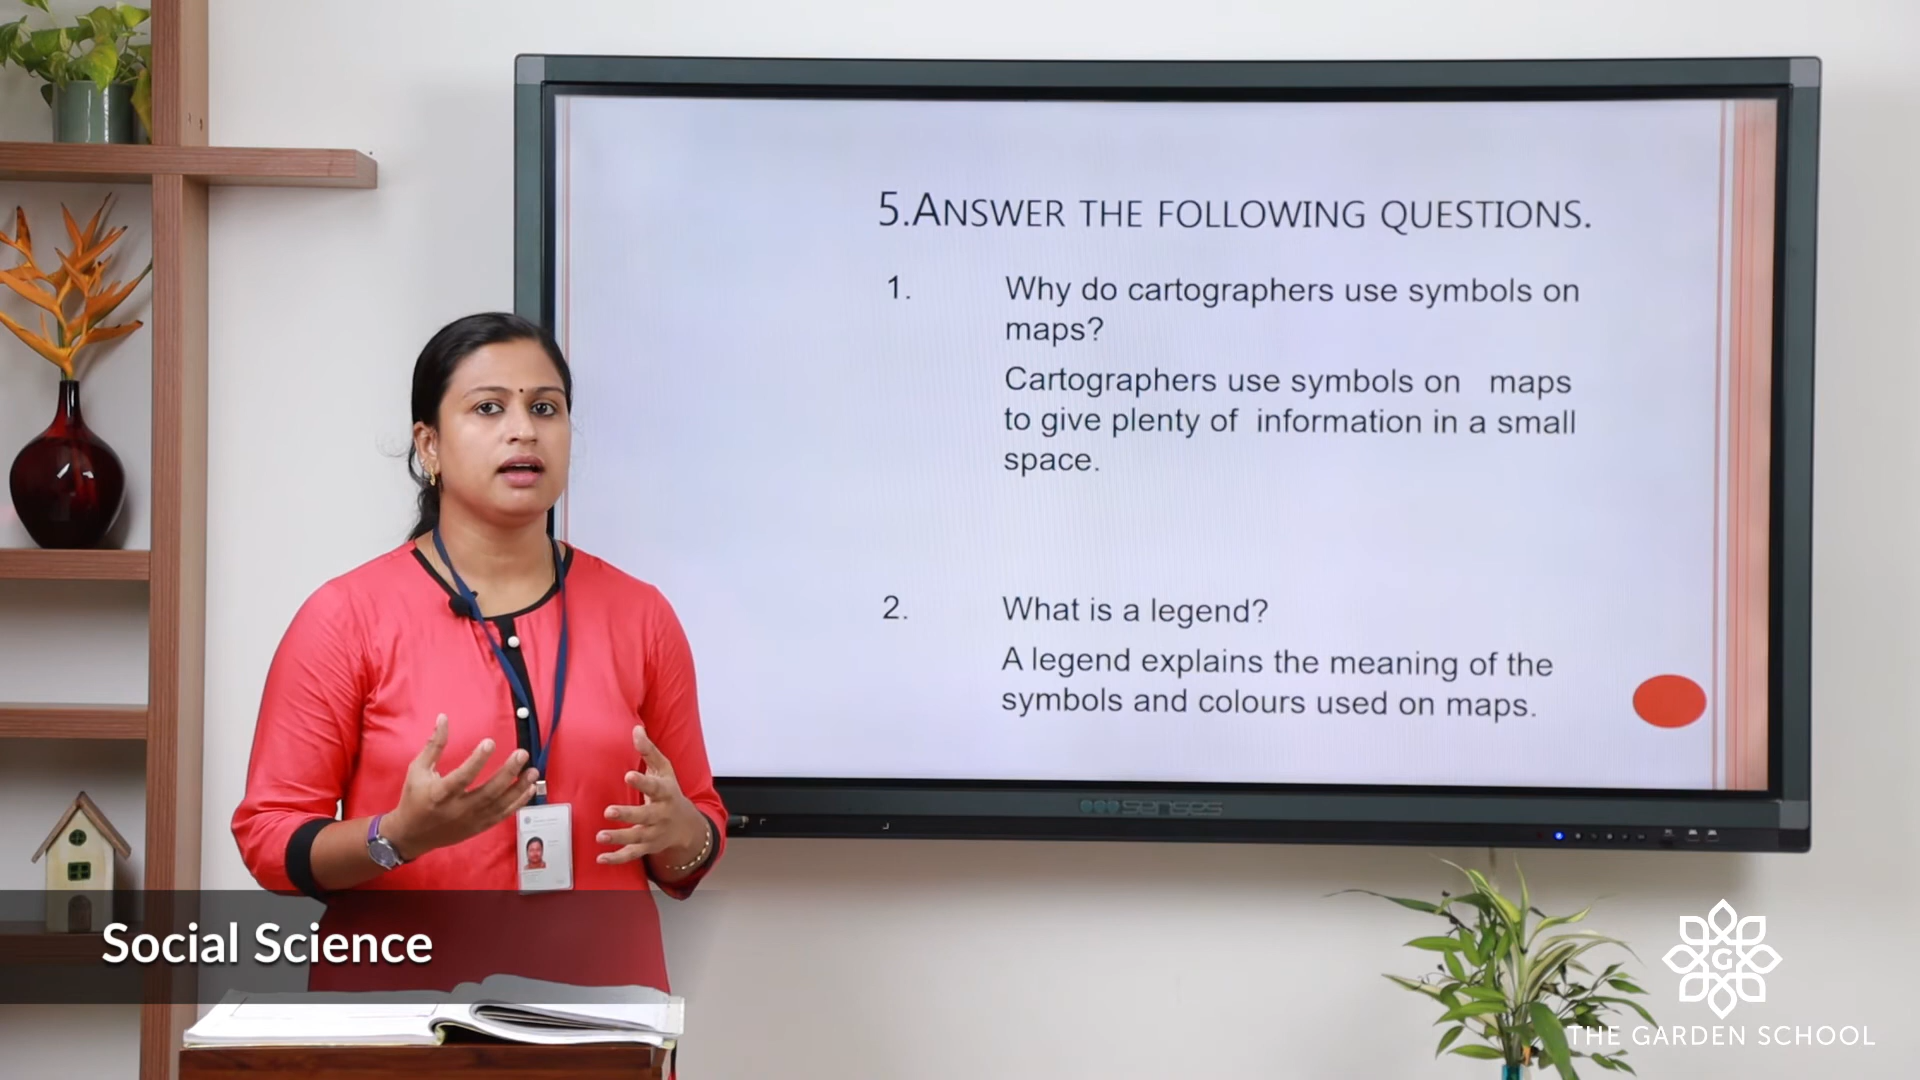 5.ANSWER THE FOLLOWING QUESTIONS.
1. Why do cartographers use symbols on
maps?
Cartographers use symbols on maps
to give plenty of information in a small
space.
2. What is a legend?
A legend explains the meaning of the
symbols and colours used on maps.
senses
Social Science
G
THE GARDEN SCHOOL